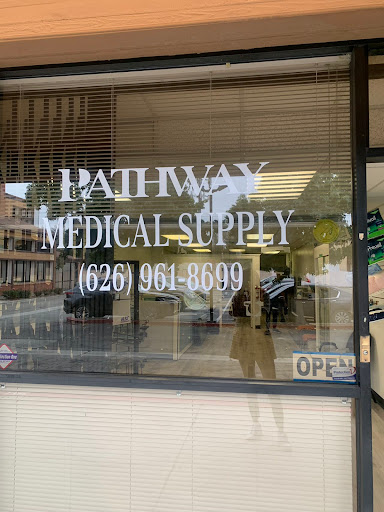 PATHWAY
MEDICAL SUPPLY
(626) 961-8699
OPEN